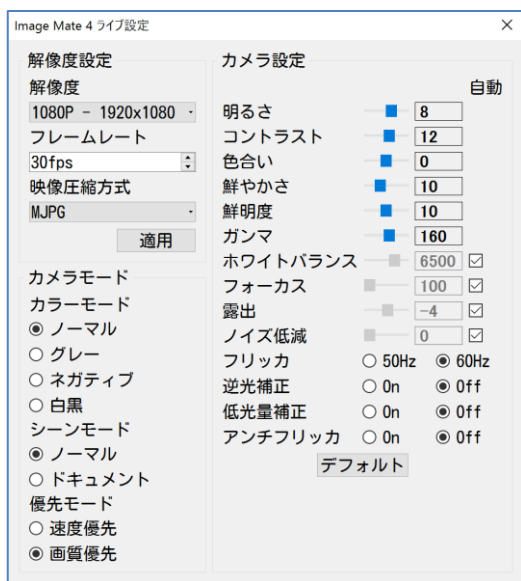 Image Mate 4 ライブ設定
解像度設定
解像度
1080P - 1920x1080
フレームレート
30fps
映像圧縮方式
MJPG
適用
カメラモード
カラーモード
ノーマル
グレー
ネガティブ
白黒
シーンモード
ノーマル
ドキュメント
優先モード
速度優先
画質優先
カメラ設定
自動
明るさ 8
コントラスト 12
色合い 0
鮮やかさ 10
鮮明度 10
ガンマ 160
ホワイトバランス 6500
フォーカス 100
露出 -4
ノイズ低減 0
フリッカ 50Hz 60Hz
逆光補正 On Off
低光量補正 On Off
アンチフリッカ On Off
デフォルト